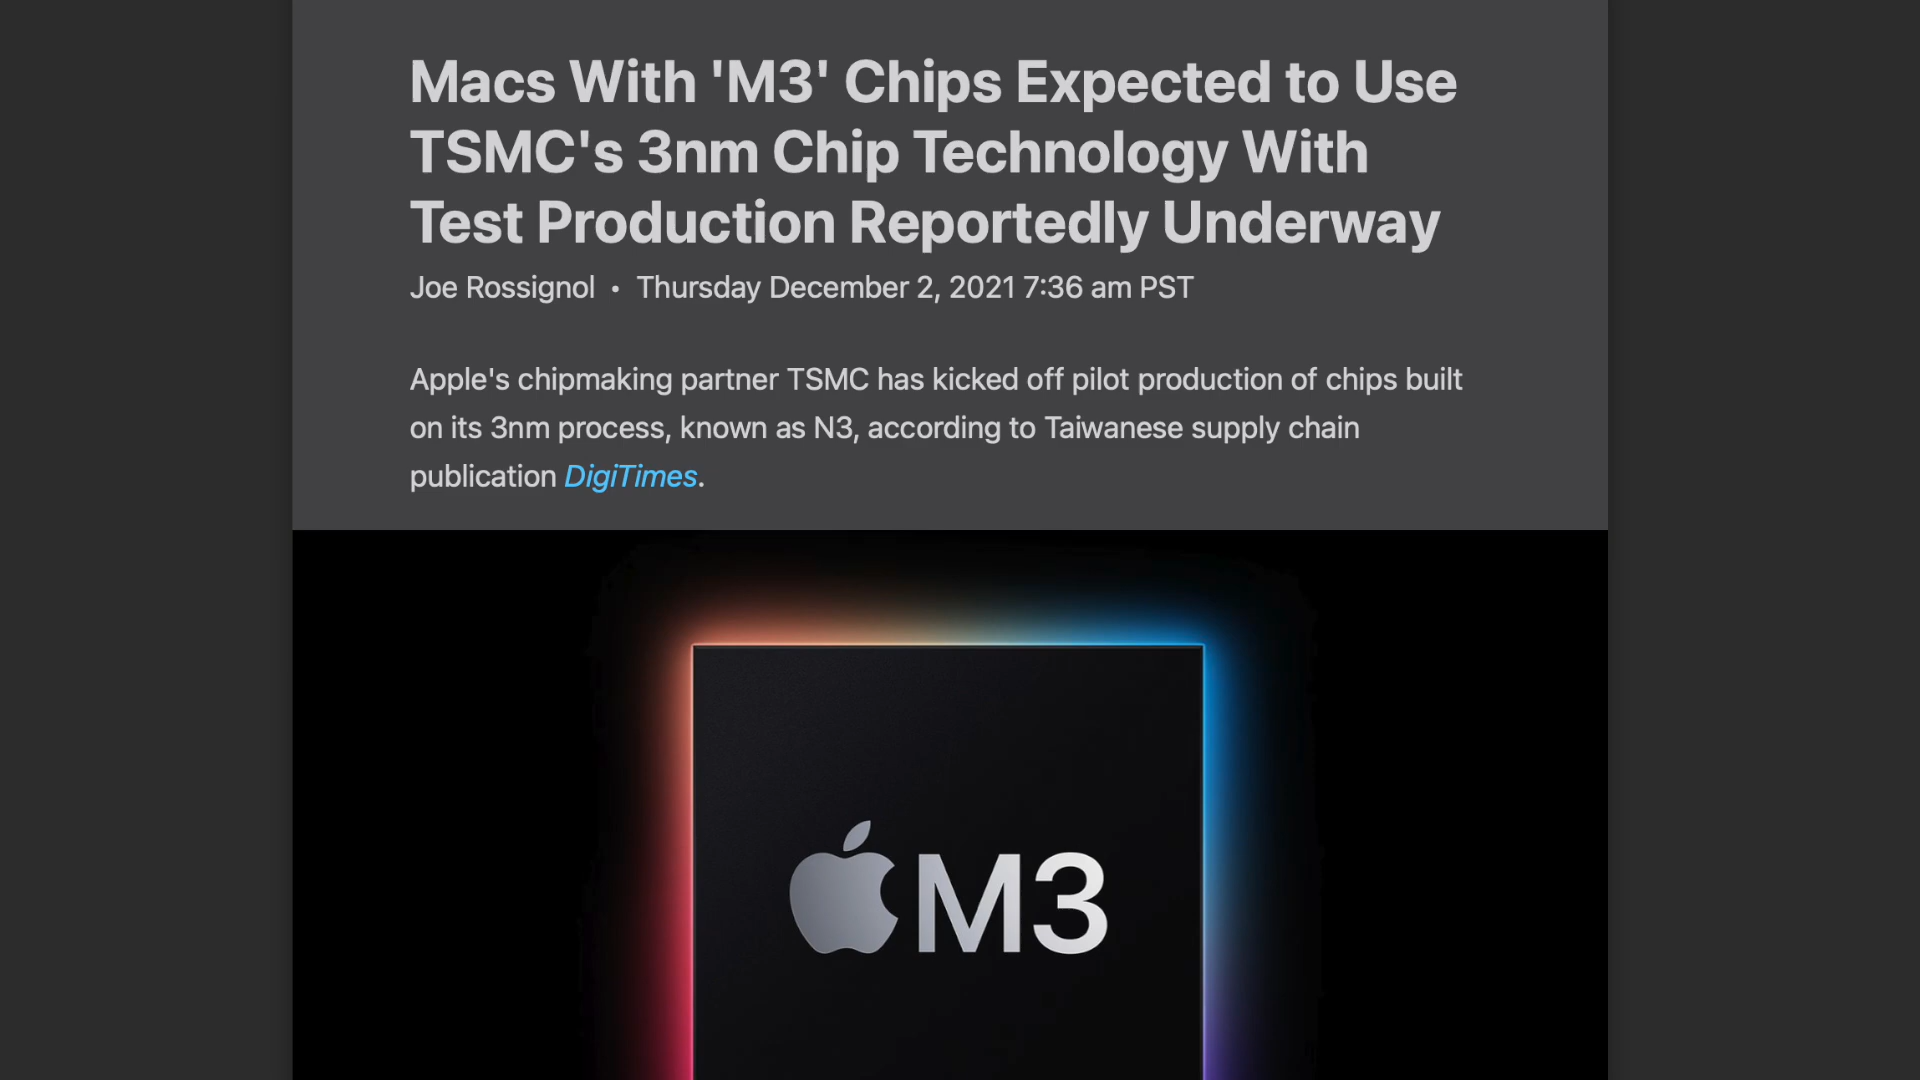 Macs With 'M3' Chips Expected to Use
TSMC's 3nm Chip Technology With
Test Production Reportedly Underway
Joe Rossignol • Thursday December 2, 2021 7:36 am PST
Apple's chipmaking partner TSMC has kicked off pilot production of chips built
on its 3nm process, known as N3, according to Taiwanese supply chain
publication DigiTimes.
M3